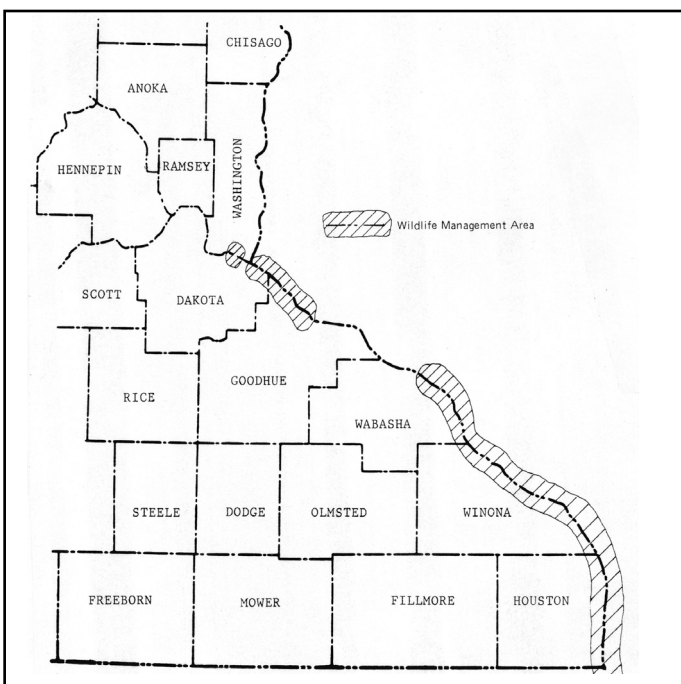 CHISAGO
ANOKA
HENNEPIN
RAMSEY
WASHINGTON
Wildlife Management Area
SCOTT
DAKOTA
RICE
GOODHUE
WABASHA
STEELE
DODGE
OLMSTED
WINONA
FREEBORN
MOWER
FILLMORE
HOUSTON